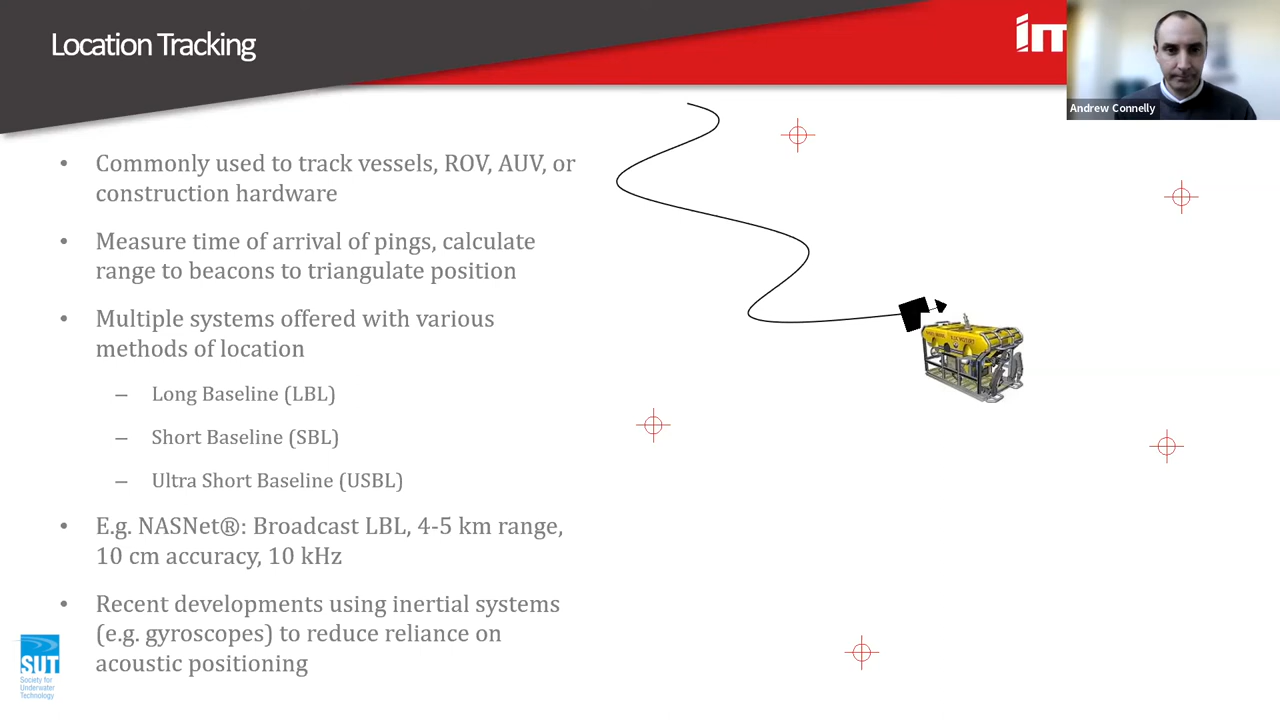 Location Tracking
im
Andrew Connelly
• Commonly used to track vessels, ROV, AUV, or
construction hardware
• Measure time of arrival of pings, calculate
range to beacons to triangulate position
• Multiple systems offered with various
methods of location
– Long Baseline (LBL)
– Short Baseline (SBL)
– Ultra Short Baseline (USBL)
• E.g. NASNet®: Broadcast LBL, 4-5 km range,
10 cm accuracy, 10 kHz
• Recent developments using inertial systems
(e.g. gyroscopes) to reduce reliance on
acoustic positioning
SUT
Society for
Underwater
Technology